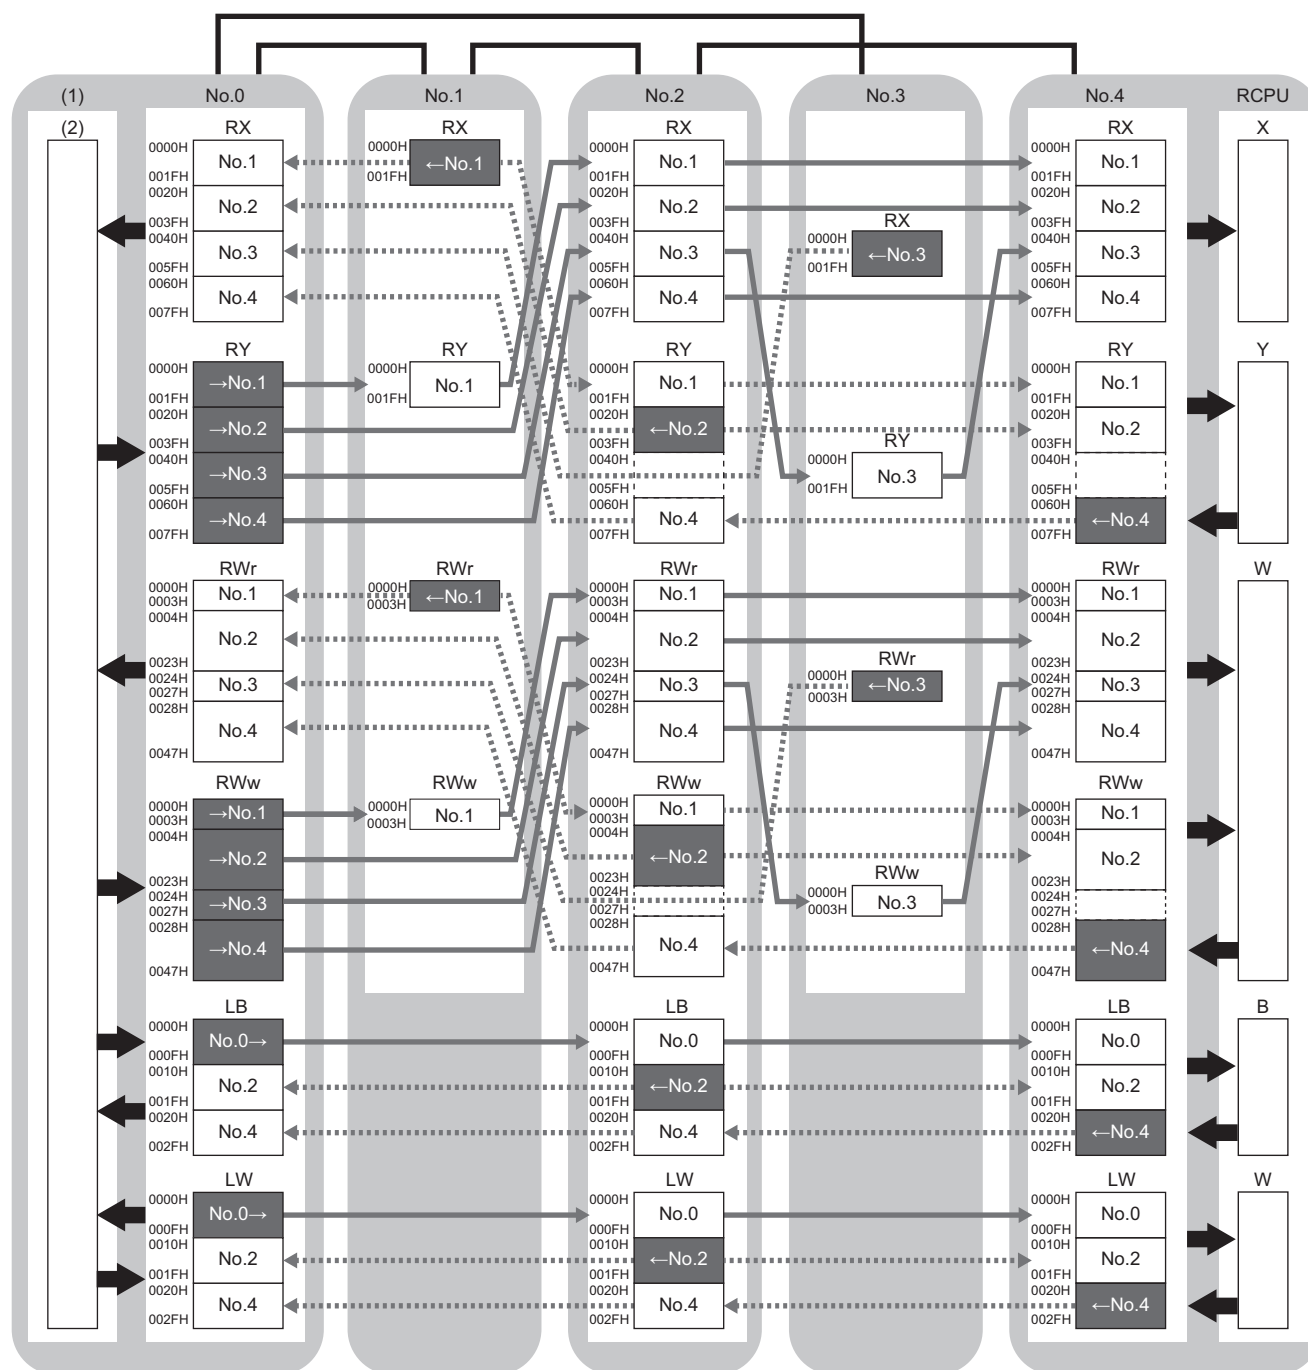 (1) No.0 No.1 No.2 No.3 No.4 RCPU
(2) RX RX RX RX X
0000H No.1 001FH
0020H No.2 003FH
0040H No.3 005FH
0060H No.4 007FH
0000H ←No.1 001FH
0000H No.1 001FH
0020H No.2 003FH
0040H No.3 005FH
0060H No.4 007FH
RX
0000H ←No.3 001FH
0000H No.1 001FH
0020H No.2 003FH
0040H No.3 005FH
0060H No.4 007FH
RY RY RY RY Y
0000H →No.1 001FH
0020H →No.2 003FH
0040H →No.3 005FH
0060H →No.4 007FH
0000H No.1 001FH
0000H No.1 001FH
0020H ←No.2 003FH
0040H 005FH
0060H No.4 007FH
RY
0000H No.3 001FH
0000H No.1 001FH
0020H No.2 003FH
0040H 005FH
0060H ←No.4 007FH
RWr RWr RWr RWr W
0000H No.1 0003H
0004H No.2 0023H
0024H No.3 0027H
0028H No.4 0047H
0000H ←No.1 0003H
0000H No.1 0003H
0004H No.2 0023H
0024H No.3 0027H
0028H No.4 0047H
RWr
0000H ←No.3 0003H
0000H No.1 0003H
0004H No.2 0023H
0024H No.3 0027H
0028H No.4 0047H
RWw RWw RWw RWw
0000H →No.1 0003H
0004H →No.2 0023H
0024H →No.3 0027H
0028H →No.4 0047H
0000H No.1 0003H
0000H No.1 0003H
0004H ←No.2 0023H
0024H 0027H
0028H No.4 0047H
RWw
0000H No.3 0003H
0000H No.1 0003H
0004H No.2 0023H
0024H 0027H
0028H ←No.4 0047H
LB LB LB B
0000H No.0→ 000FH
0010H No.2 001FH
0020H No.4 002FH
0000H No.0 000FH
0010H ←No.2 001FH
0020H No.4 002FH
0000H No.0 000FH
0010H No.2 001FH
0020H ←No.4 002FH
LW LW LW W
0000H No.0→ 000FH
0010H No.2 001FH
0020H No.4 002FH
0000H No.0 000FH
0010H ←No.2 001FH
0020H No.4 002FH
0000H No.0 000FH
0010H No.2 001FH
0020H ←No.4 002FH